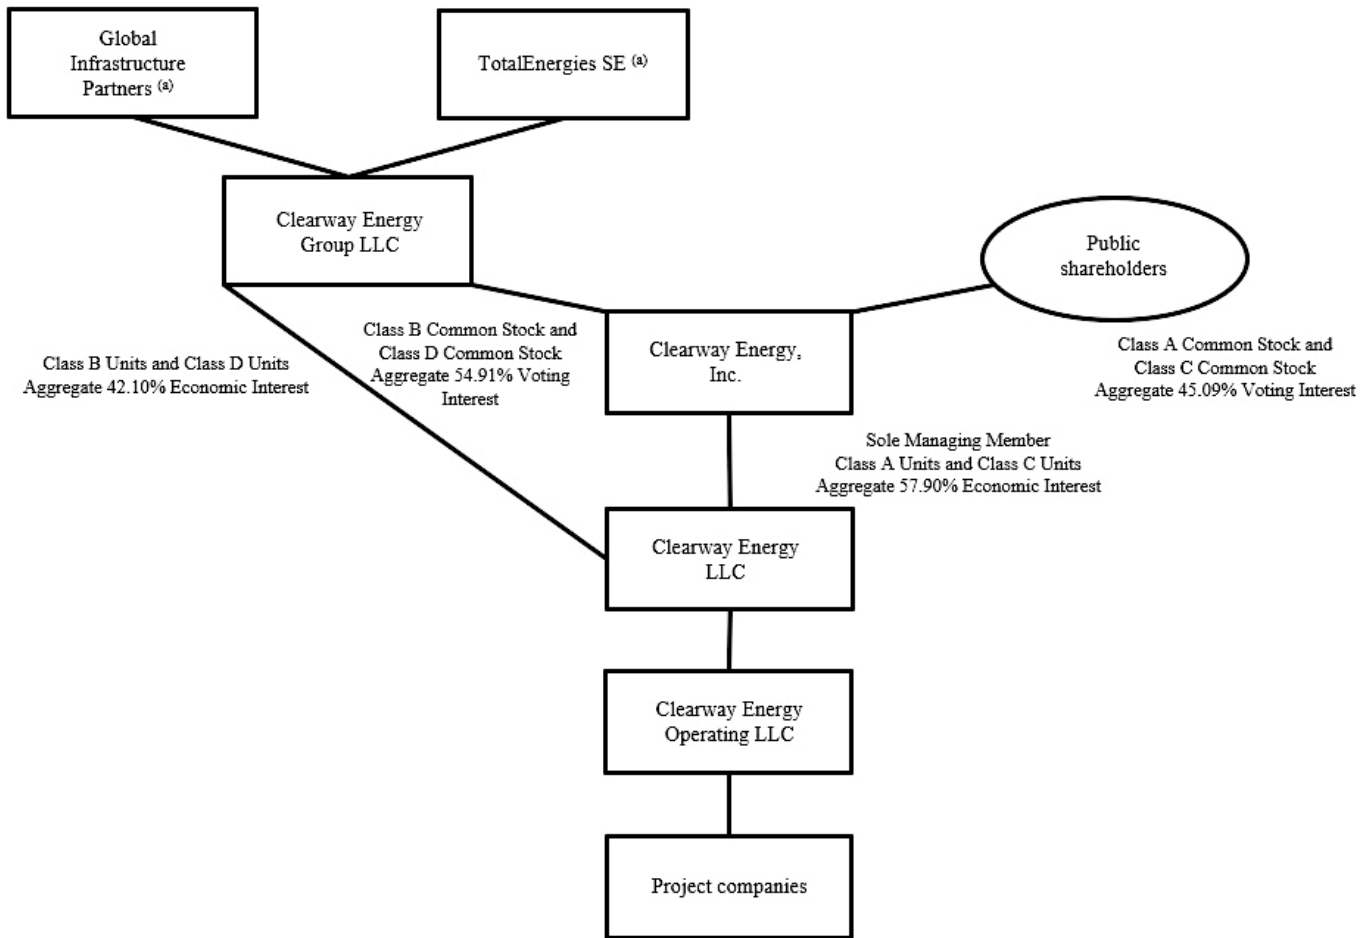 Global
Infrastructure
Partners (a)
TotalEnergies SE (a)
Clearway Energy
Group LLC
Public
shareholders
Class B Units and Class D Units
Aggregate 42.10% Economic Interest
Class B Common Stock and
Class D Common Stock
Aggregate 54.91% Voting
Interest
Clearway Energy,
Inc.
Class A Common Stock and
Class C Common Stock
Aggregate 45.09% Voting Interest
Sole Managing Member
Class A Units and Class C Units
Aggregate 57.90% Economic Interest
Clearway Energy
LLC
Clearway Energy
Operating LLC
Project companies